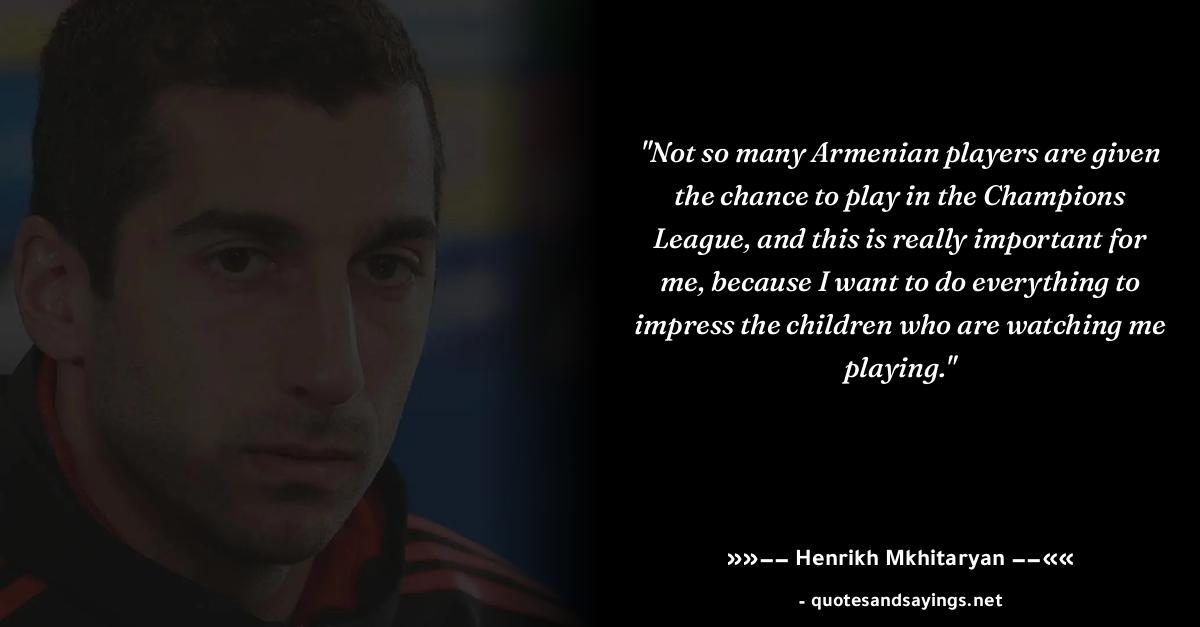 "Not so many Armenian players are given
the chance to play in the Champions
League, and this is really important for
me, because I want to do everything to
impress the children who are watching me
playing."
»»–– Henrikh Mkhitaryan ––««
- quotesandsayings.net